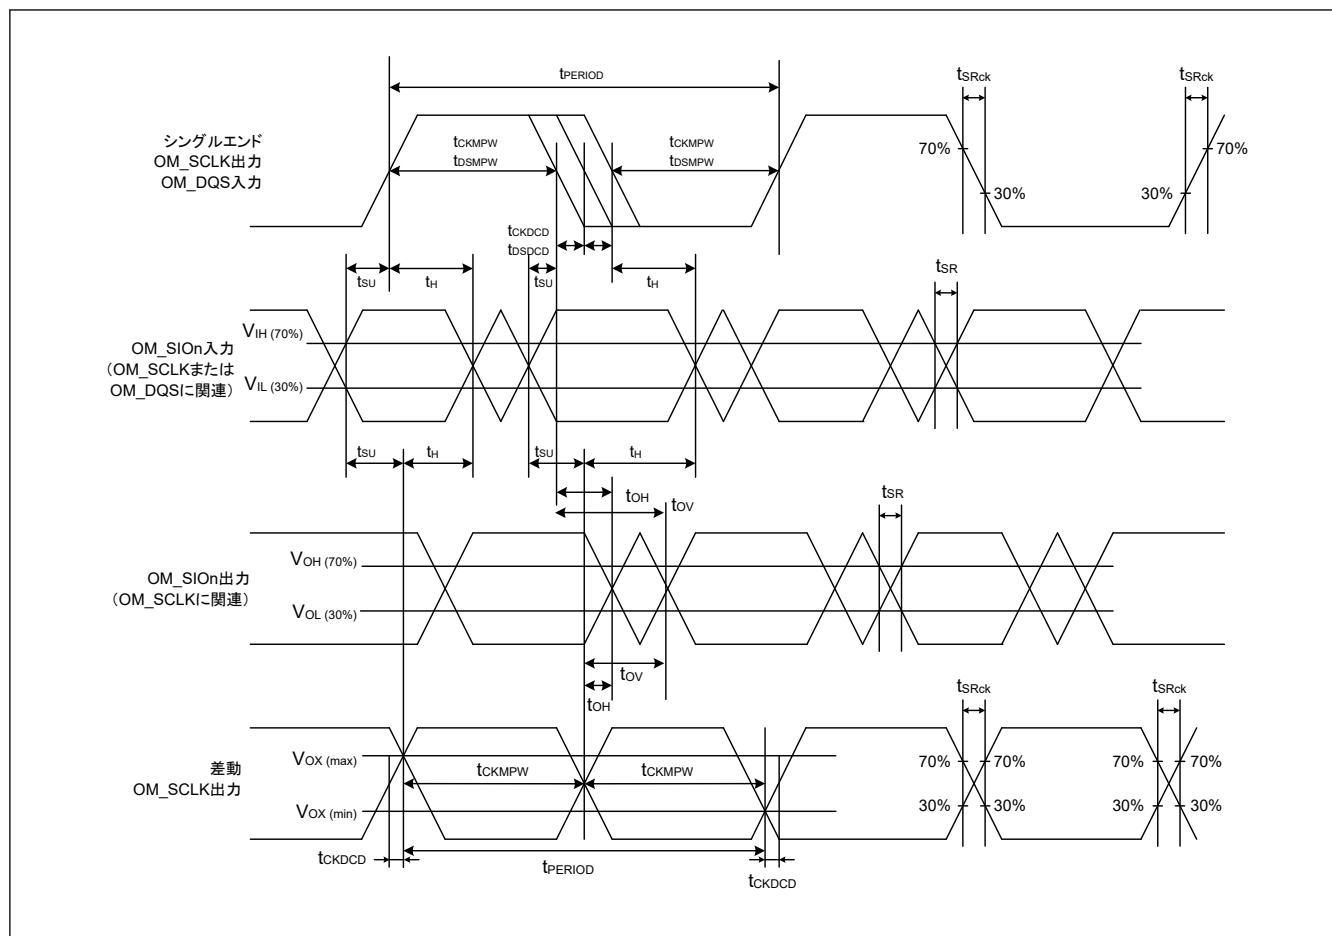 tPERIOD
tSRck
tSRck
シングルエンド
OM_SCLK出力
OM_DQS入力
tCKMPW
tDSMPW
tCKMPW
tDSMPW
70%
30%
70%
30%
tCKDCD
tDSDCD
tSU
tH
tSU
tH
tSR
VIH (70%)
OM_SIOn入力
(OM_SCLKまたは
OM_DQSに関連)
VIL (30%)
tSU
tH
tSU
tH
tOH
tOV
tSR
VOH (70%)
OM_SIOn出力
(OM_SCLKに関連)
VOL (30%)
tOV
tOH
tSRck
tSRck
差動
OM_SCLK出力
VOX (max)
tCKMPW
tCKMPW
70%
70%
70%
70%
VOX (min)
30%
30%
30%
30%
tCKDCD
tPERIOD
tCKDCD